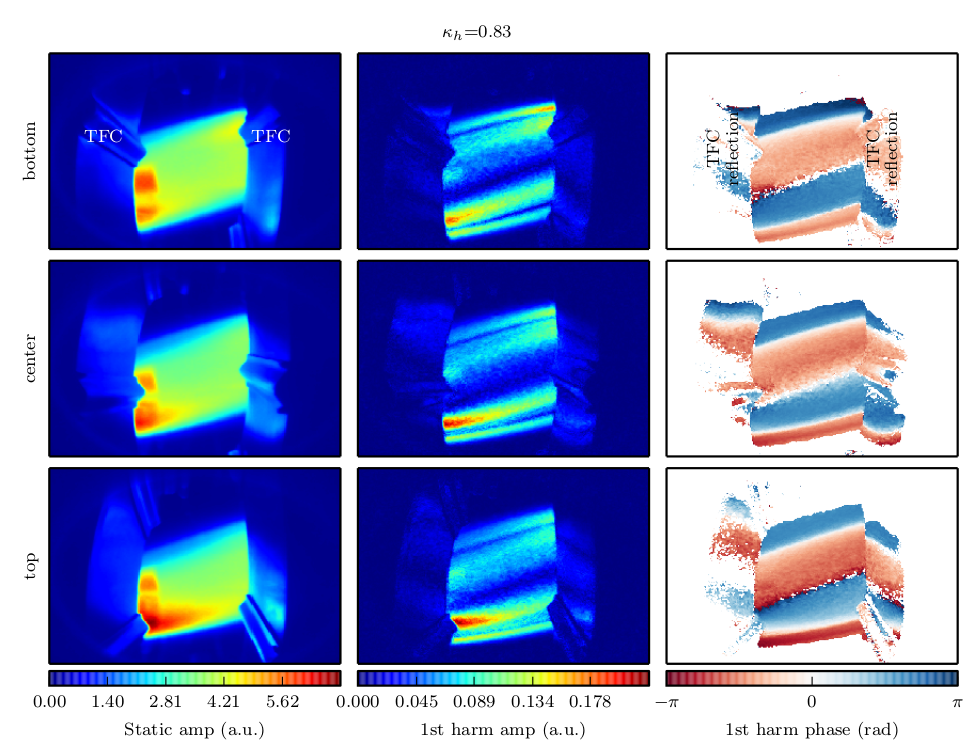 κₕ=0.83
bottom
TFC
TFC
TFC
reflection
TFC
reflection
center
top
0.00 1.40 2.81 4.21 5.62
0.000 0.045 0.089 0.134 0.178
−π 0 π
Static amp (a.u.)
1st harm amp (a.u.)
1st harm phase (rad)